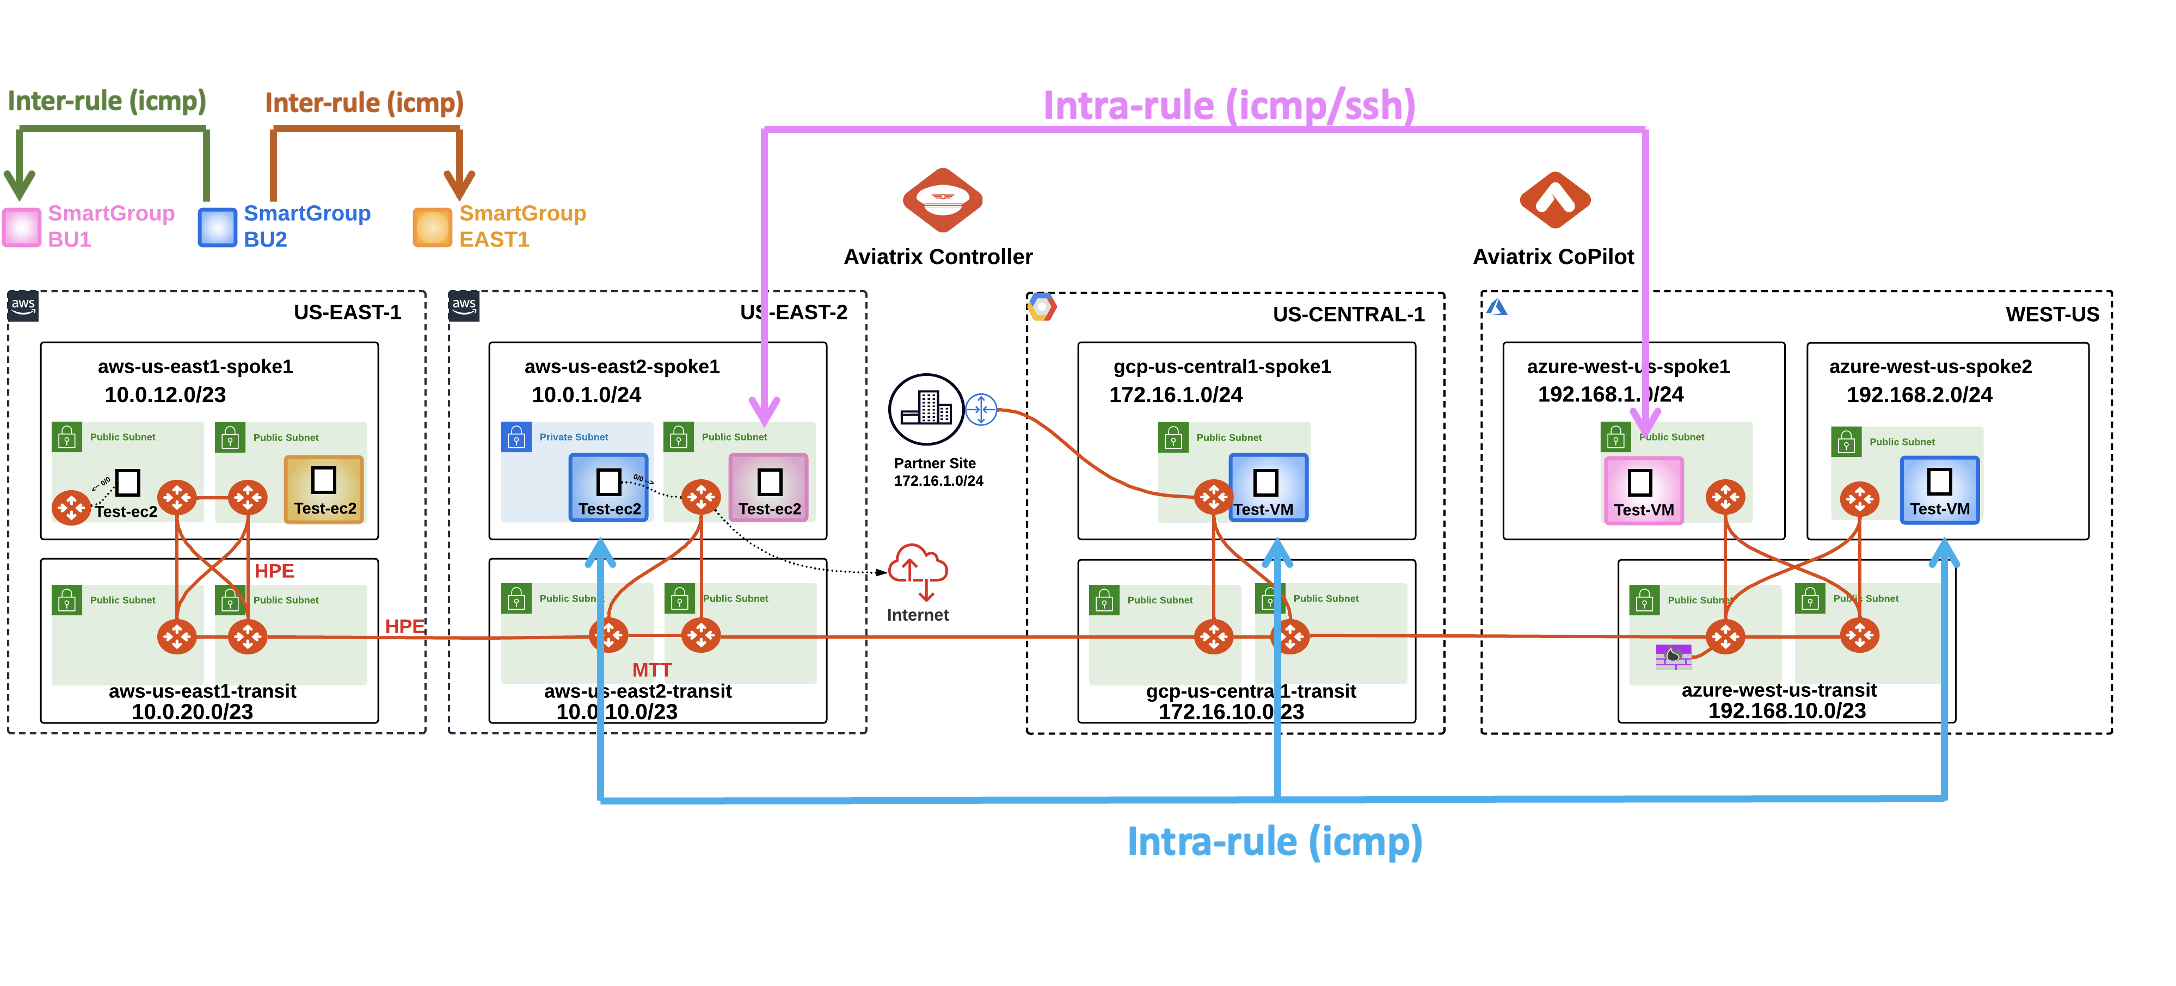 Inter-rule (icmp)
Inter-rule (icmp)
Intra-rule (icmp/ssh)
SmartGroup
BU1
SmartGroup
BU2
SmartGroup
EAST1
Aviatrix Controller
Aviatrix CoPilot
aws
US-EAST-1
aws-us-east1-spoke1
10.0.12.0/23
Public Subnet
Public Subnet
0/0
Test-ec2
Test-ec2
HPE
Public Subnet
Public Subnet
HPE
aws-us-east1-transit
10.0.20.0/23
aws
US-EAST-2
aws-us-east2-spoke1
10.0.1.0/24
Private Subnet
Public Subnet
0/0
Test-ec2
Test-ec2
Public Subnet
Public Subnet
MTT
aws-us-east2-transit
10.0.10.0/23
Partner Site
172.16.1.0/24
Internet
US-CENTRAL-1
gcp-us-central1-spoke1
172.16.1.0/24
Public Subnet
Test-VM
Public Subnet
Public Subnet
gcp-us-central1-transit
172.16.10.0/23
WEST-US
azure-west-us-spoke1
192.168.1.0/24
Public Subnet
Test-VM
azure-west-us-spoke2
192.168.2.0/24
Public Subnet
Test-VM
Public Subnet
Public Subnet
azure-west-us-transit
192.168.10.0/23
Intra-rule (icmp)